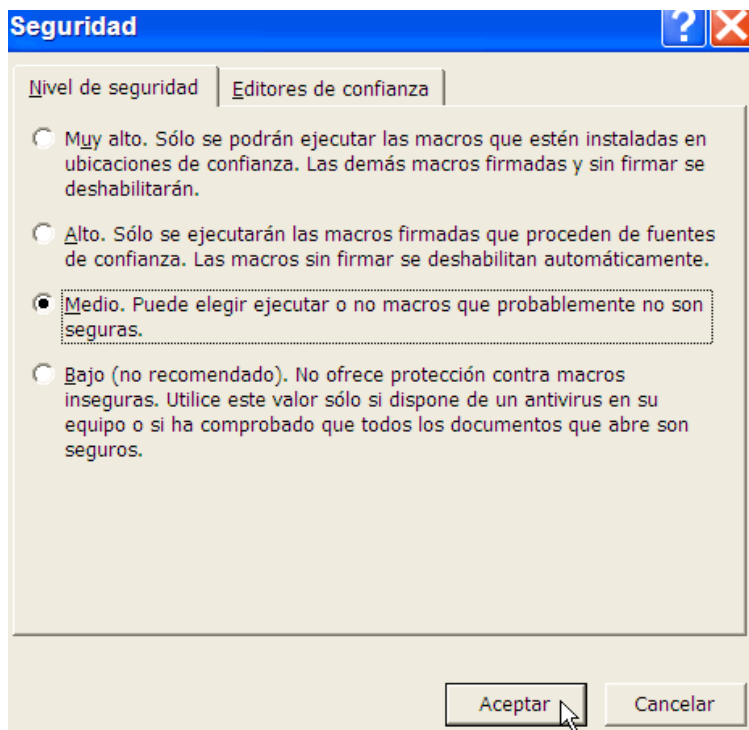 Seguridad
?
Nivel de seguridad
Editores de confianza
Muy alto. Sólo se podrán ejecutar las macros que estén instaladas en
ubicaciones de confianza. Las demás macros firmadas y sin firmar se
deshabilitarán.
Alto. Sólo se ejecutarán las macros firmadas que proceden de fuentes
de confianza. Las macros sin firmar se deshabilitan automáticamente.
Medio. Puede elegir ejecutar o no macros que probablemente no son
seguras.
Bajo (no recomendado). No ofrece protección contra macros
inseguras. Utilice este valor sólo si dispone de un antivirus en su
equipo o si ha comprobado que todos los documentos que abre son
seguros.
Aceptar
Cancelar